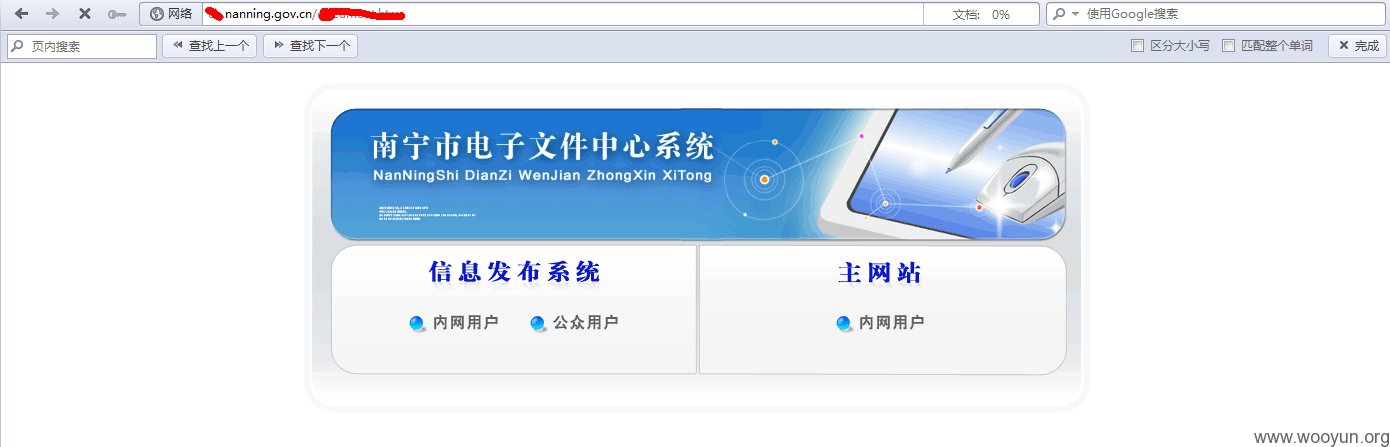 网络 nanning.gov.cn/ 文档: 0% 使用Google搜索
页内搜索 查找上一个 查找下一个 区分大小写 匹配整个单词 完成
南宁市电子文件中心系统
NanNingShi DianZi WenJian ZhongXin XiTong
信息发布系统 主网站
内网用户 公众用户 内网用户
www.wooyun.org